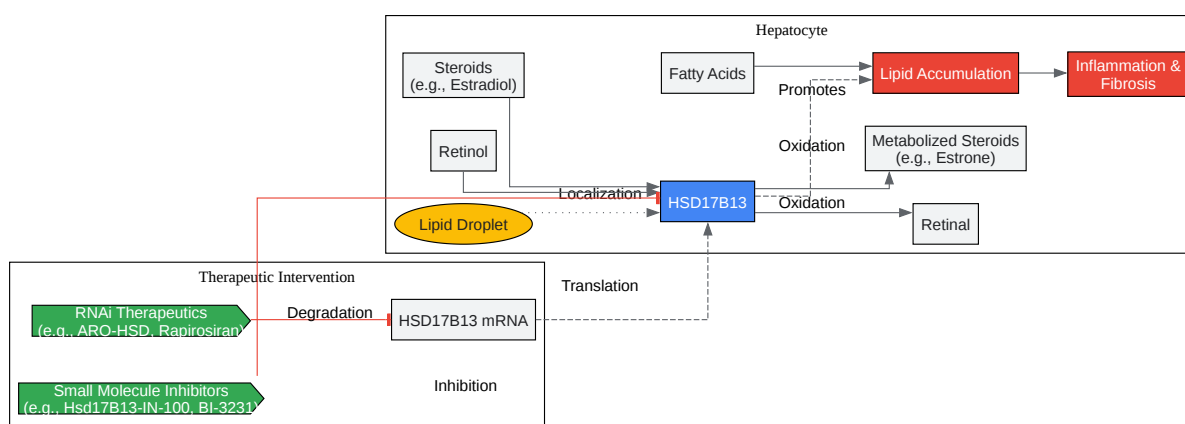 Hepatocyte
Steroids
(e.g., Estradiol)
Fatty Acids
Lipid Accumulation
Inflammation &
Fibrosis
Promotes
Retinol
Oxidation
Metabolized Steroids
(e.g., Estrone)
Localization
HSD17B13
Oxidation
Lipid Droplet
Retinal
Therapeutic Intervention
Translation
RNAi Therapeutics
(e.g., ARO-HSD, Rapirosiran)
Degradation
HSD17B13 mRNA
Small Molecule Inhibitors
(e.g., Hsd17B13-IN-100, BI-3231)
Inhibition